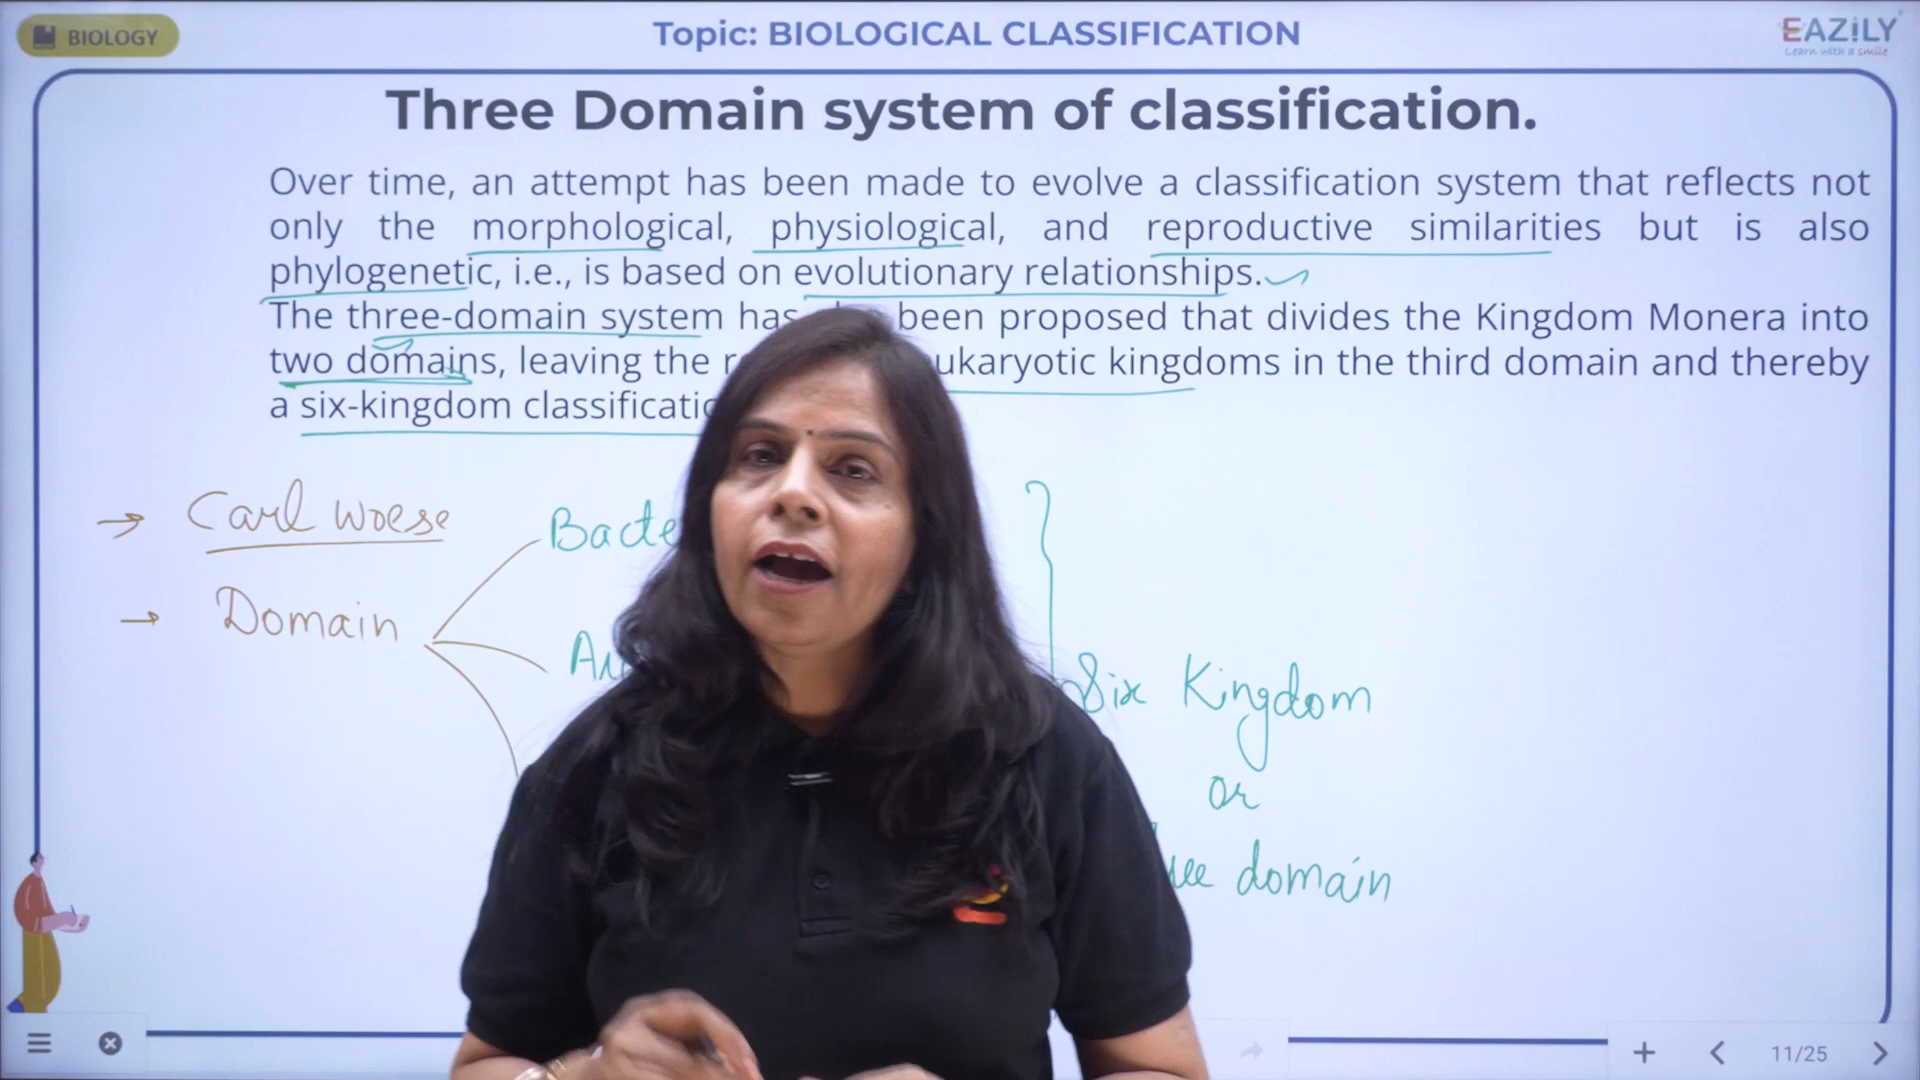 BIOLOGY
Topic: BIOLOGICAL CLASSIFICATION
EAZiLY
Learn with a smile
Three Domain system of classification.
Over time, an attempt has been made to evolve a classification system that reflects not
only the morphological, physiological, and reproductive similarities but is also
phylogenetic, i.e., is based on evolutionary relationships.
The three-domain system has been proposed that divides the Kingdom Monera into
two domains, leaving the kingdoms in the third domain and thereby
a six-kingdom
Carl Woese
Domain
Six Kingdom
or
domain
11/25